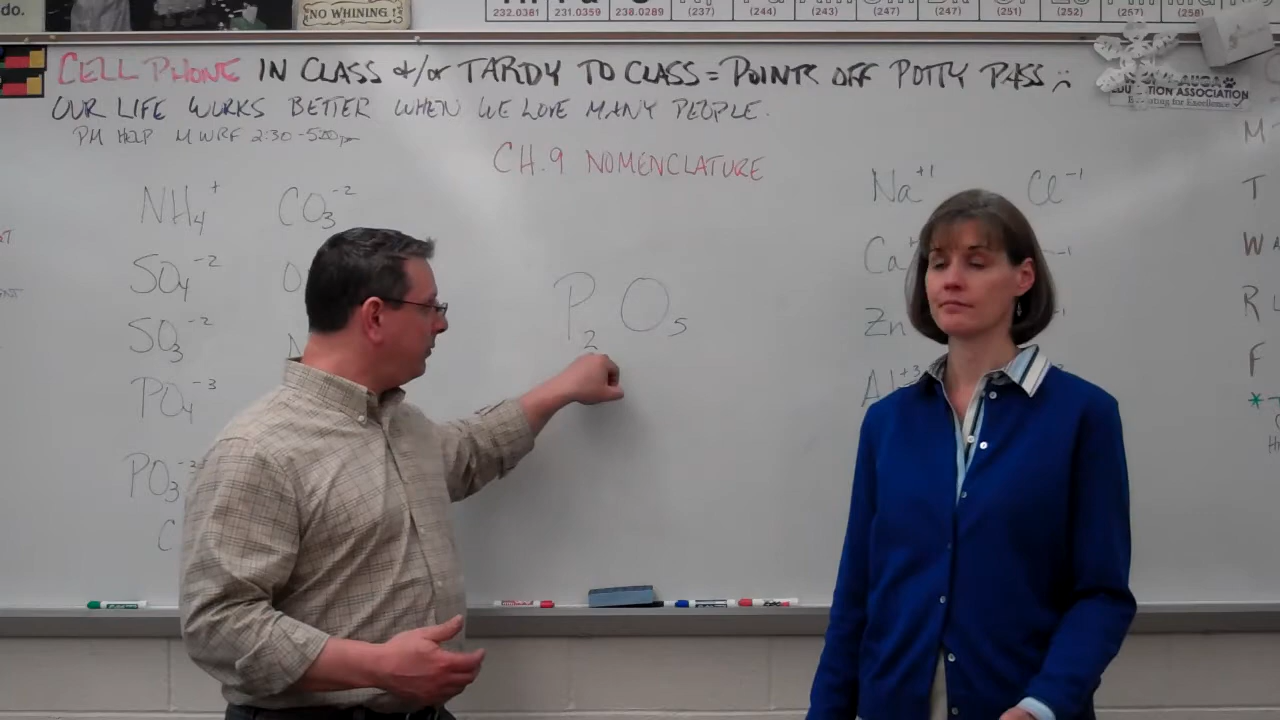 do.
NO WHINING!
232.0381 231.0359 238.0289 (237) (244) (243) (247) (247) (251) (252) (257) (258)
CELL PHONE IN CLASS +/or TARDY TO CLASS = POINTS OFF POTTY PASS :(
OUR LIFE WORKS BETTER WHEN WE LOVE MANY PEOPLE.
PM HELP MWRF 2:30-5:00pm
EDUCATION ASSOCIATION
CH. 9 NOMENCLATURE
NH₄⁺ CO₃⁻² Na⁺¹ Cl⁻¹
SO₄⁻² O Ca⁺ ⁻¹
SO₃⁻² P₂O₅ Zn ⁻¹
PO₄⁻³ Al⁺³
PO₃⁻³
C
M
T
W
R
F
*